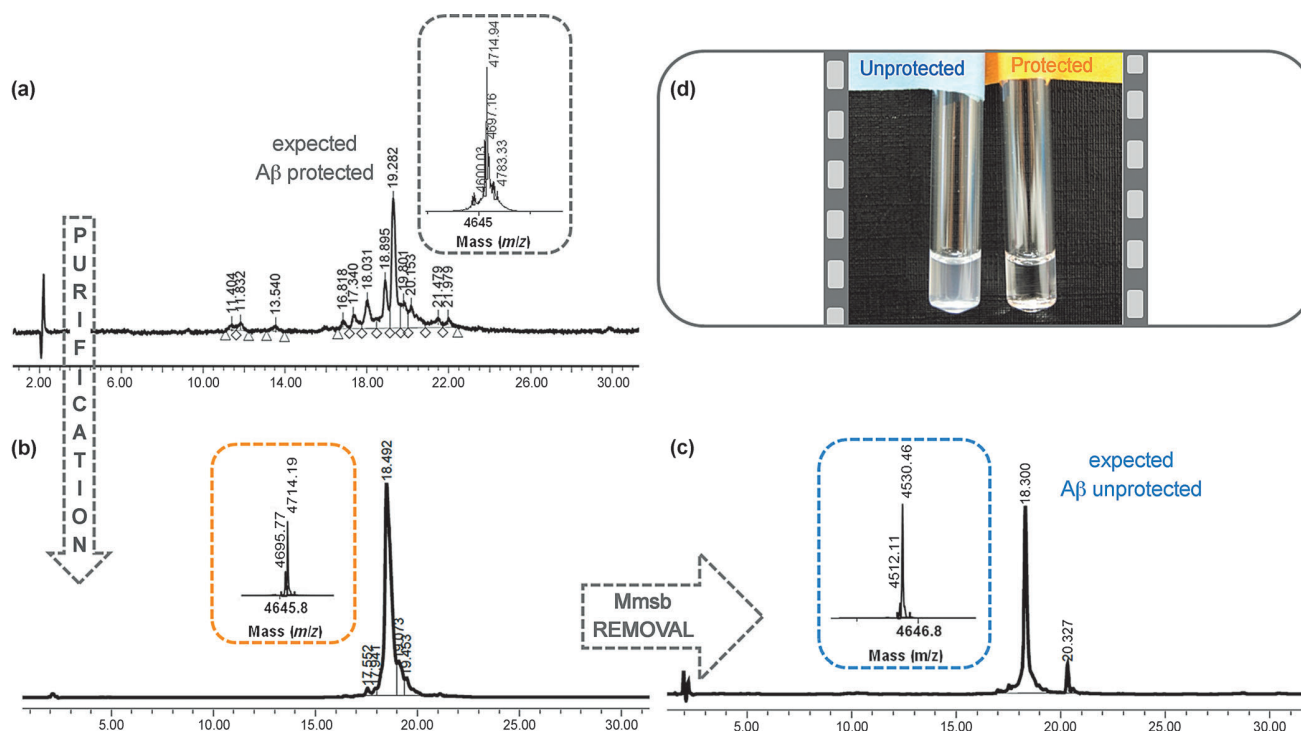 (a)
expected
Aβ protected
11.404
11.832
13.540
16.818
17.340
18.031
18.895
19.282
19.801
20.153
21.479
21.979
4600.03
4714.94
4697.16
4783.33
4645
Mass (m/z)
2.00 6.00 10.00 14.00 18.00 22.00 26.00 30.00
PURIFICATION
(d)
Unprotected Protected
(b)
4695.77
4714.19
4645.8
Mass (m/z)
17.552
17.941
18.492
19.073
19.453
5.00 10.00 15.00 20.00 25.00 30.00
Mmsb
REMOVAL
(c)
4512.11
4530.46
4646.8
Mass (m/z)
expected
Aβ unprotected
18.300
20.327
5.00 10.00 15.00 20.00 25.00 30.00